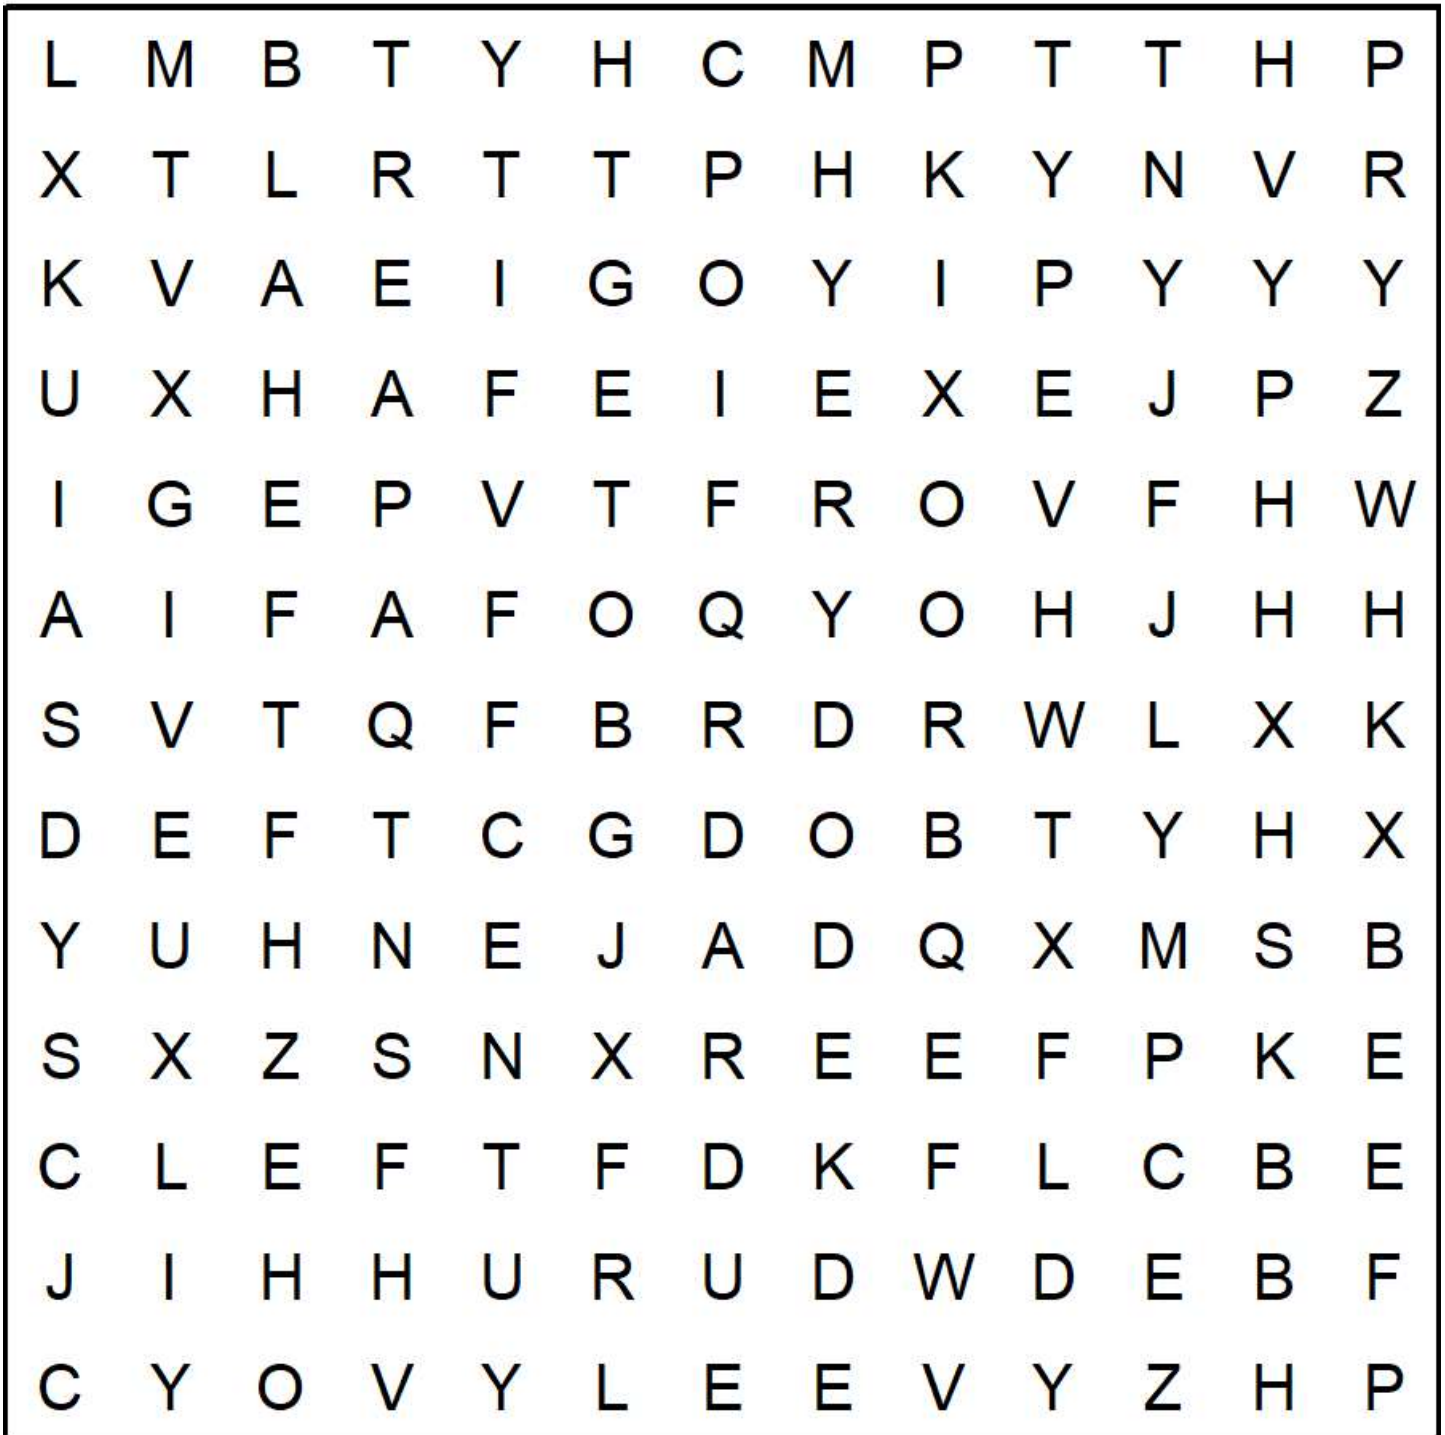 L M B T Y H C M P T T H P
X T L R T T P H K Y N V R
K V A E I G O Y I P Y Y Y
U X H A F E I E X E J P Z
I G E P V T F R O V F H W
A I F A F O Q Y O H J H H
S V T Q F B R D R W L X K
D E F T C G D O B T Y H X
Y U H N E J A D Q X M S B
S X Z S N X R E E F P K E
C L E F T F D K F L C B E
J I H H U R U D W D E B F
C Y O V Y L E E V Y Z H P